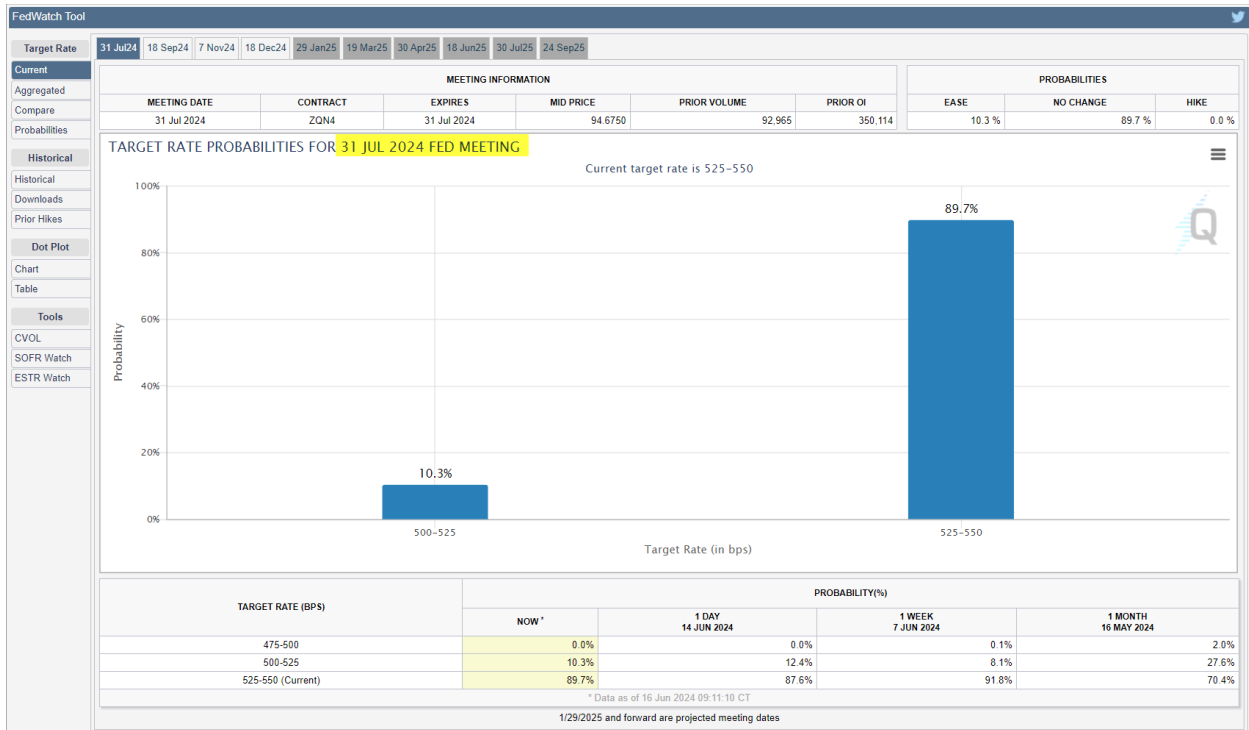 FedWatch Tool
Target Rate
Current
Aggregated
Compare
Probabilities
Historical
Historical
Downloads
Prior Hikes
Dot Plot
Chart
Table
Tools
CVOL
SOFR Watch
ESTR Watch
31 Jul24 18 Sep24 7 Nov24 18 Dec24 29 Jan25 19 Mar25 30 Apr25 18 Jun25 30 Jul25 24 Sep25
MEETING INFORMATION
MEETING DATE CONTRACT EXPIRES MID PRICE PRIOR VOLUME PRIOR OI
31 Jul 2024 ZQN4 31 Jul 2024 94.6750 92,965 350,114
PROBABILITIES
EASE NO CHANGE HIKE
10.3 % 89.7 % 0.0 %
TARGET RATE PROBABILITIES FOR 31 JUL 2024 FED MEETING
Current target rate is 525–550
Probability
100%
80%
60%
40%
20%
0%
10.3%
89.7%
Q
500–525 525–550
Target Rate (in bps)
TARGET RATE (BPS) PROBABILITY(%)
NOW * 1 DAY 14 JUN 2024 1 WEEK 7 JUN 2024 1 MONTH 16 MAY 2024
475-500 0.0% 0.0% 0.1% 2.0%
500-525 10.3% 12.4% 8.1% 27.6%
525-550 (Current) 89.7% 87.6% 91.8% 70.4%
* Data as of 16 Jun 2024 09:11:10 CT
1/29/2025 and forward are projected meeting dates